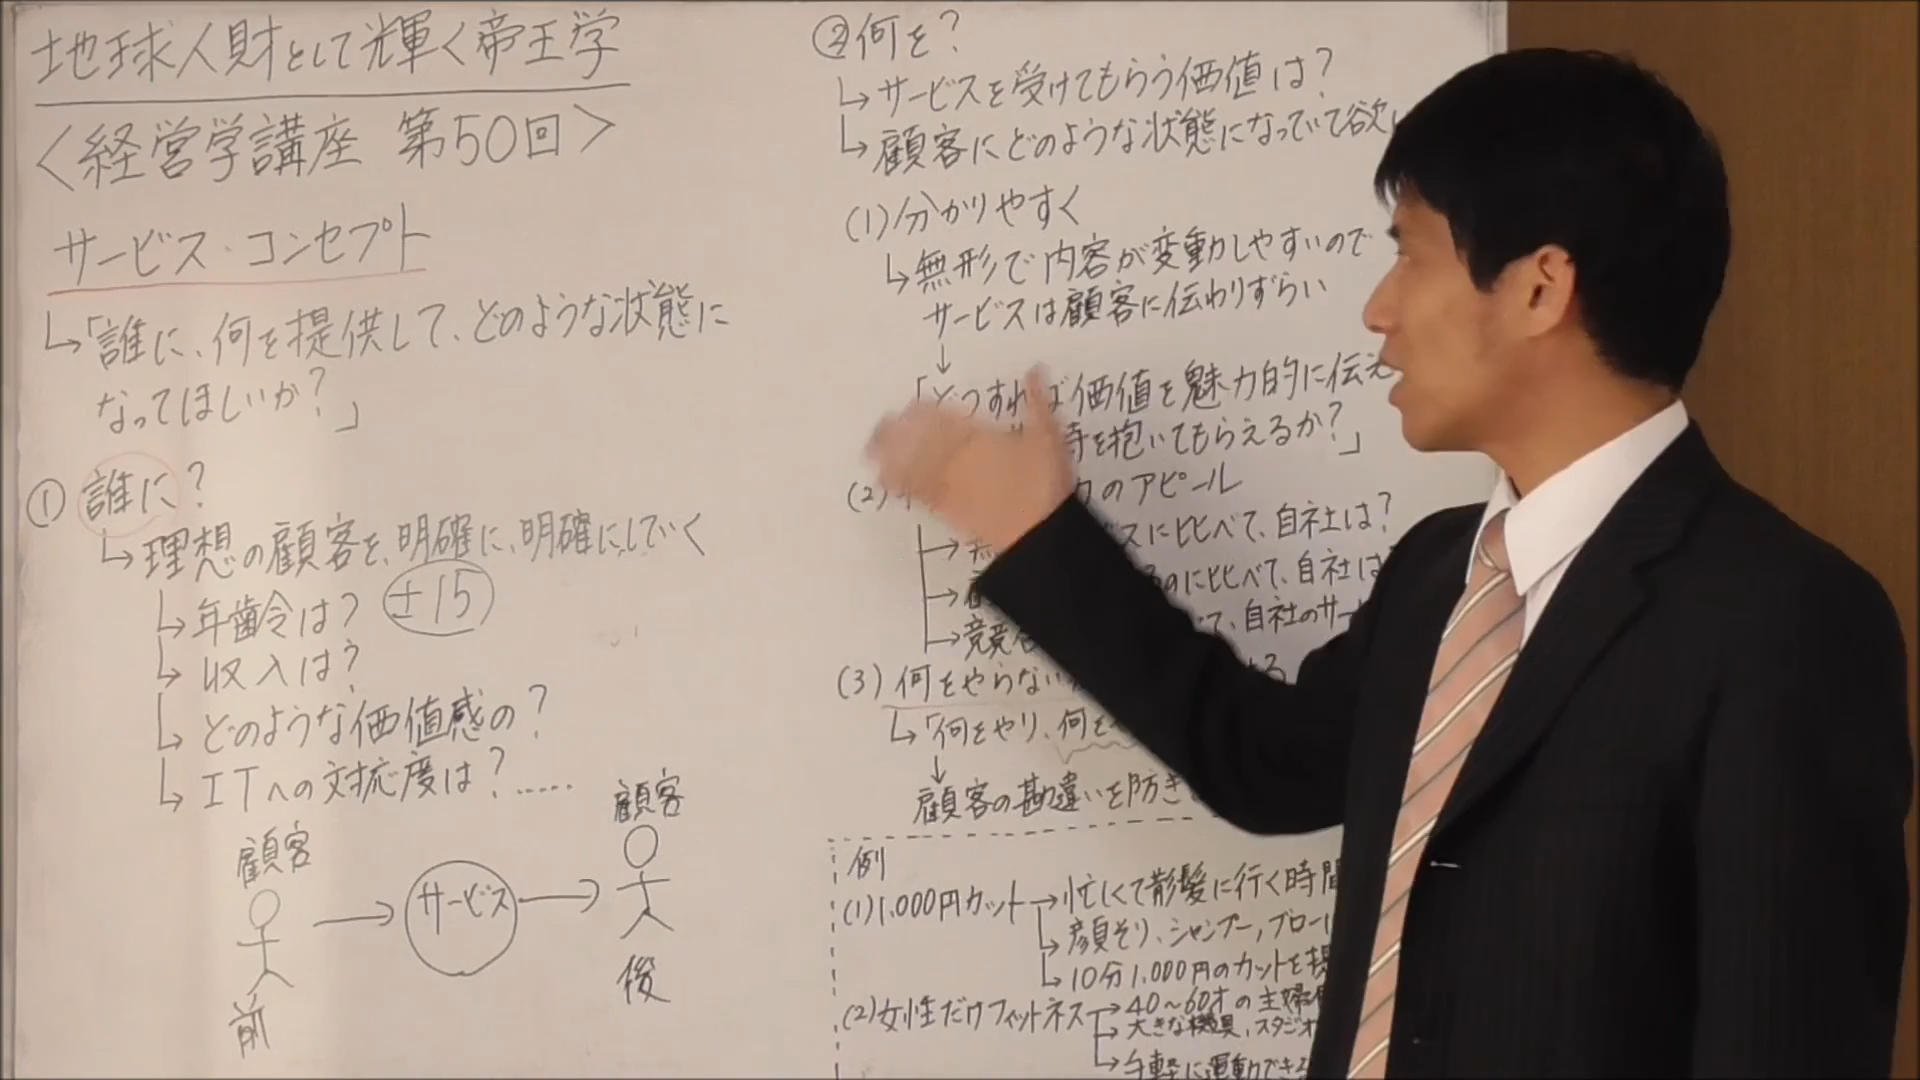 地球人財として輝く帝王学
<経営学講座 第50回>
サービス・コンセプト
↳「誰に、何を提供して、どのような状態に
なってほしいか?」
① 誰に?
↳理想の顧客を、明確に、明確にしていく
↳年齢令は? ±15
↳収入は?
↳どのような価値感の?
↳ITへの対応度は?……
顧客
前
サービス
顧客
後
②何を?
↳サービスを受けてもらう価値は?
↳顧客にどのような状態になっていて欲し
(1)分かりやすく
↳無形で内容が変動しやすいので
サービスは顧客に伝わりずらい
↓
「どうすれば価値を魅力的に伝え
を抱いてもらえるか?」
(2) のアピール
→ スに比べて、自社は?
→ のに比べて、自社は
→競 て、自社のサー
(3)何をやらない
↳「何をやり、何を
↓
顧客の勘違いを防ぎ
例
(1)1,000円カット→忙しくて散髪に行く時間
↳顔そり、シャンプー,ブロー
↳10分1,000円のカットを提
(2)女性だけフィットネス→40〜60才の主婦
→大きな機具,スタジオ
↳手軽に運動できる